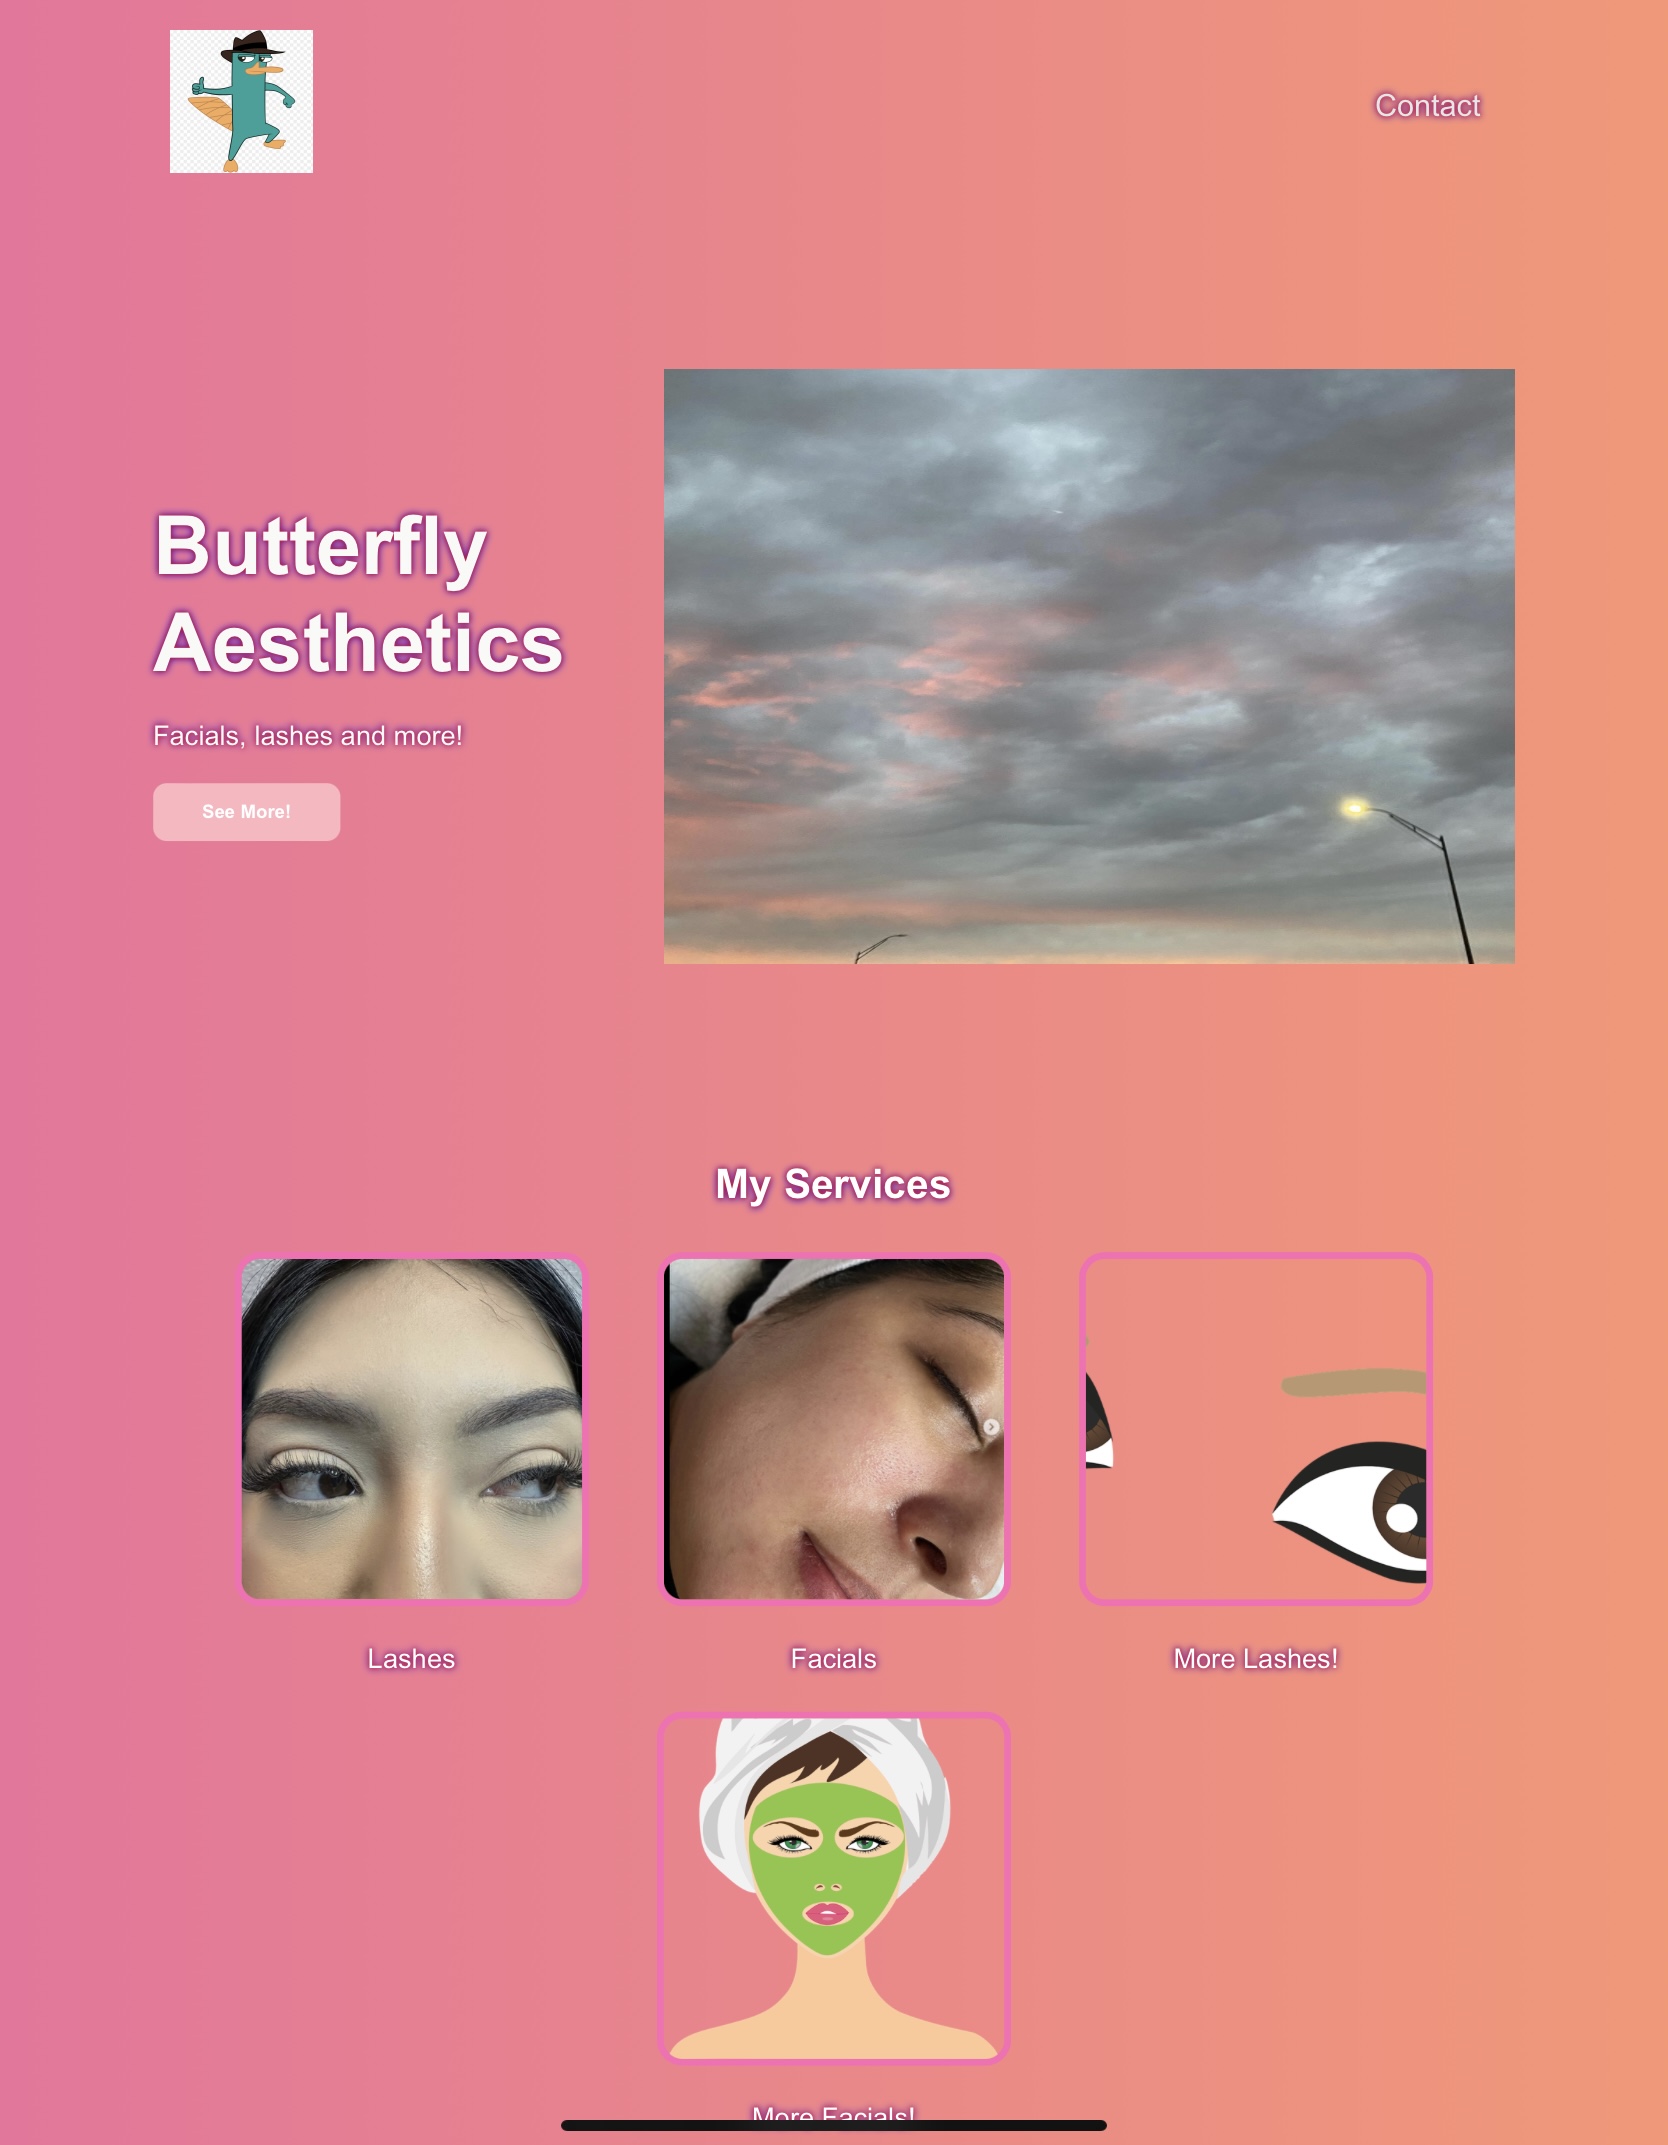 Contact
Butterfly
Aesthetics
Facials, lashes and more!
See More!
My Services
Lashes
Facials
More Lashes!
More Facials!